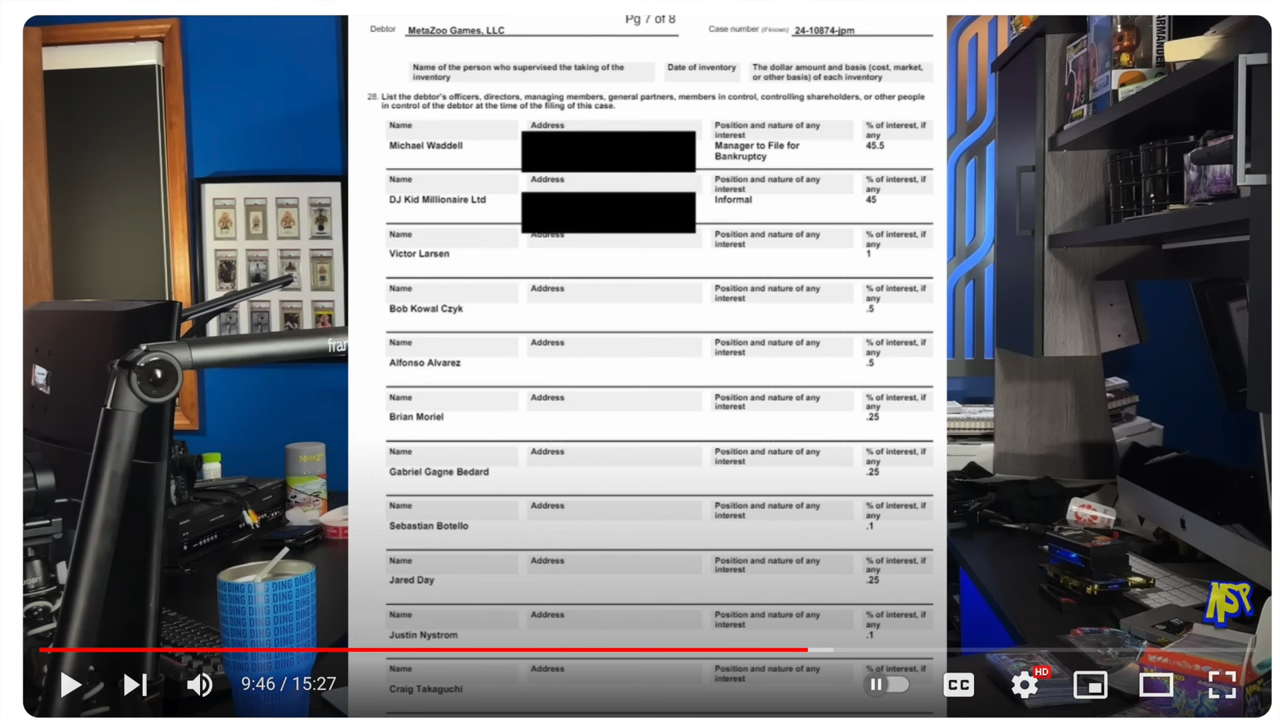 Pg 7 of 8
Debtor MetaZoo Games, LLC Case number (if known) 24-10874-jpm
Name of the person who supervised the taking of the inventory
Date of inventory
The dollar amount and basis (cost, market, or other basis) of each inventory
28. List the debtor's officers, directors, managing members, general partners, members in control, controlling shareholders, or other people
in control of the debtor at the time of the filing of this case.
Name Address Position and nature of any interest % of interest, if any
Michael Waddell Manager to File for Bankruptcy 45.5
Name Address Position and nature of any interest % of interest, if any
DJ Kid Millionaire Ltd Informal 45
Name Address Position and nature of any interest % of interest, if any
Victor Larsen 1
Name Address Position and nature of any interest % of interest, if any
Bob Kowal Czyk .5
Name Address Position and nature of any interest % of interest, if any
Alfonso Alvarez .5
Name Address Position and nature of any interest % of interest, if any
Brian Moriel .25
Name Address Position and nature of any interest % of interest, if any
Gabriel Gagne Bedard .25
Name Address Position and nature of any interest % of interest, if any
Sebastian Botello .1
Name Address Position and nature of any interest % of interest, if any
Jared Day .25
Name Address Position and nature of any interest % of interest, if any
Justin Nystrom .1
Name Address Position and nature of any interest % of interest, if any
Craig Takaguchi
fra
DING DING DING DING
NSP
9:46 / 15:27
CC
HD